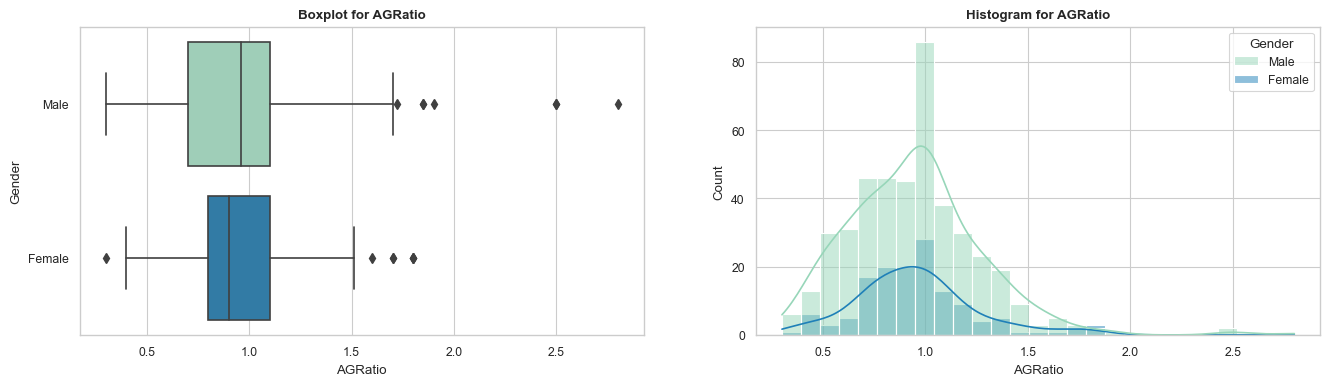 Boxplot for AGRatio
Gender
Male
Female
0.5 1.0 1.5 2.0 2.5
AGRatio
Histogram for AGRatio
Count
80
60
40
20
0
0.5 1.0 1.5 2.0 2.5
AGRatio
Gender
Male
Female